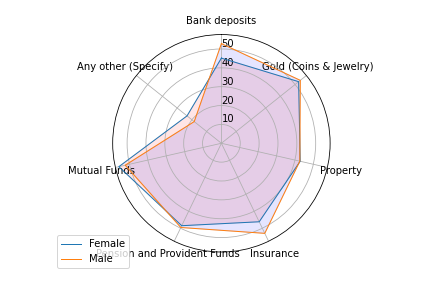 Bank deposits
50
Any other (Specify)
Gold (Coins & Jewelry)
40
30
20
10
Mutual Funds
Property
Female
Male
Pension and Provident Funds
Insurance